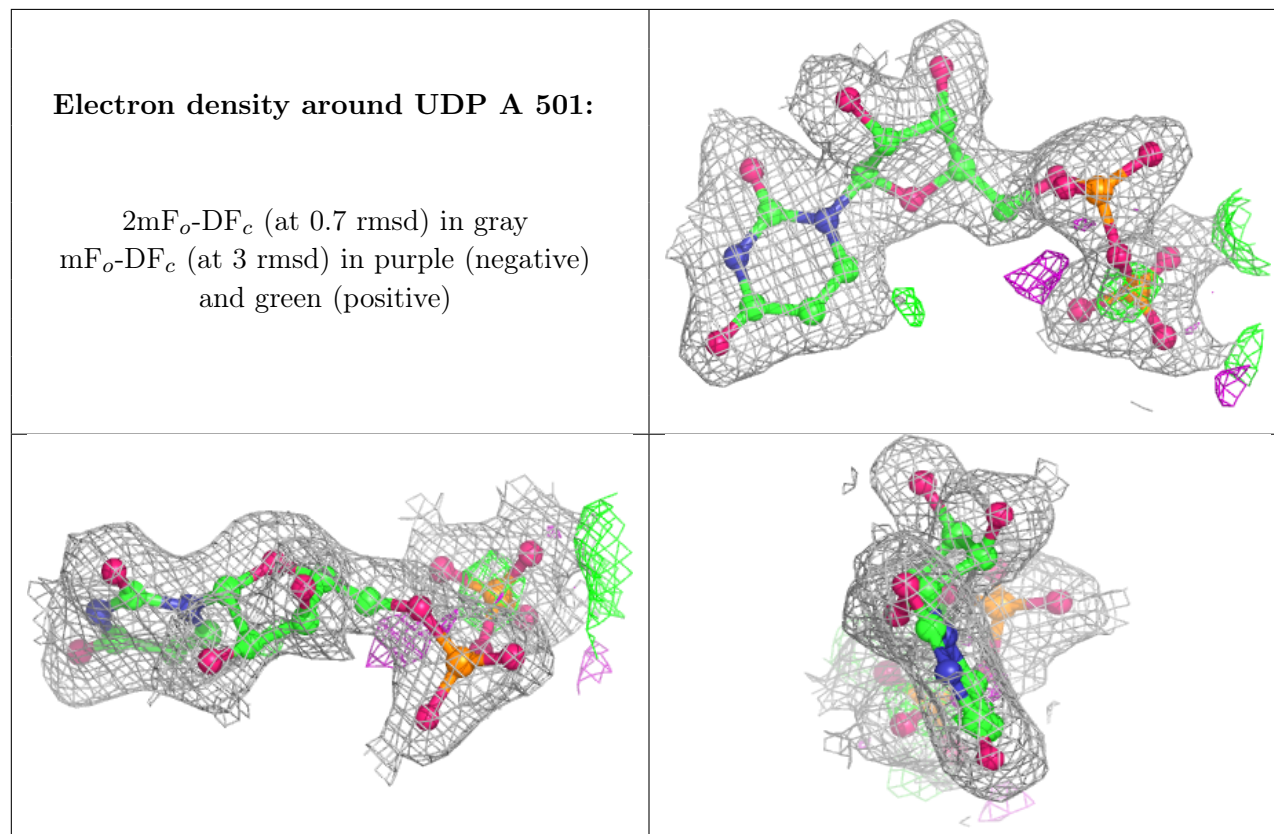 Electron density around UDP A 501:
2mFₒ-DF𝒸 (at 0.7 rmsd) in gray
mFₒ-DF𝒸 (at 3 rmsd) in purple (negative)
and green (positive)